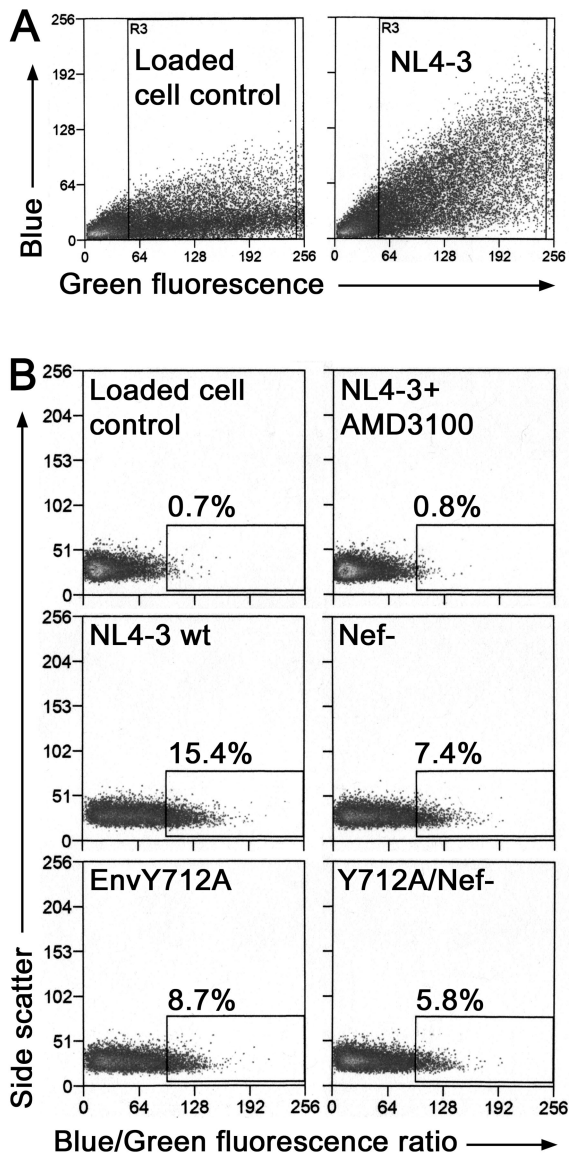 A
256
192
128
64
0
R3
Loaded
cell control
R3
NL4-3
Blue
0 64 128 192 256
0 64 128 192 256
Green fluorescence
B
256
204
153
102
51
0
Loaded cell
control
0.7%
NL4-3+
AMD3100
0.8%
256
204
153
102
51
0
NL4-3 wt
15.4%
Nef-
7.4%
256
204
153
102
51
0
EnvY712A
8.7%
Y712A/Nef-
5.8%
Side scatter
0 64 128 192 256
0 64 128 192 256
Blue/Green fluorescence ratio